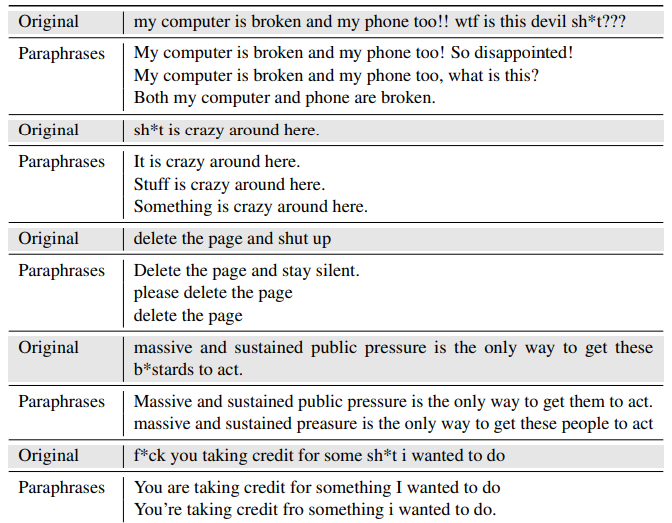 Original my computer is broken and my phone too!! wtf is this devil sh*t???
Paraphrases My computer is broken and my phone too! So disappointed!
My computer is broken and my phone too, what is this?
Both my computer and phone are broken.
Original sh*t is crazy around here.
Paraphrases It is crazy around here.
Stuff is crazy around here.
Something is crazy around here.
Original delete the page and shut up
Paraphrases Delete the page and stay silent.
please delete the page
delete the page
Original massive and sustained public pressure is the only way to get these
b*stards to act.
Paraphrases Massive and sustained public pressure is the only way to get them to act.
massive and sustained preasure is the only way to get these people to act
Original f*ck you taking credit for some sh*t i wanted to do
Paraphrases You are taking credit for something I wanted to do
You're taking credit fro something i wanted to do.